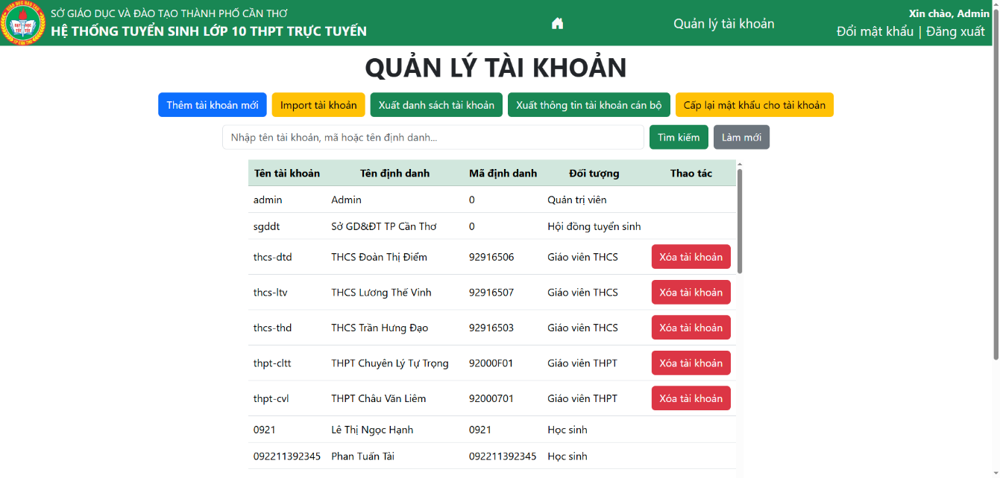 SỞ GIÁO DỤC VÀ ĐÀO TẠO THÀNH PHỐ CẦN THƠ
HỆ THỐNG TUYỂN SINH LỚP 10 THPT TRỰC TUYẾN
Quản lý tài khoản
Xin chào, Admin
Đổi mật khẩu | Đăng xuất
QUẢN LÝ TÀI KHOẢN
Thêm tài khoản mới Import tài khoản Xuất danh sách tài khoản Xuất thông tin tài khoản cán bộ Cấp lại mật khẩu cho tài khoản
Nhập tên tài khoản, mã hoặc tên định danh... Tìm kiếm Làm mới
Tên tài khoản Tên định danh Mã định danh Đối tượng Thao tác
admin Admin 0 Quản trị viên
sgddt Sở GD&ĐT TP Cần Thơ 0 Hội đồng tuyển sinh
thcs-dtd THCS Đoàn Thị Điểm 92916506 Giáo viên THCS Xóa tài khoản
thcs-ltv THCS Lương Thế Vinh 92916507 Giáo viên THCS Xóa tài khoản
thcs-thd THCS Trần Hưng Đạo 92916503 Giáo viên THCS Xóa tài khoản
thpt-cltt THPT Chuyên Lý Tự Trọng 92000F01 Giáo viên THPT Xóa tài khoản
thpt-cvl THPT Châu Văn Liêm 92000701 Giáo viên THPT Xóa tài khoản
0921 Lê Thị Ngọc Hạnh 0921 Học sinh
092211392345 Phan Tuấn Tài 092211392345 Học sinh